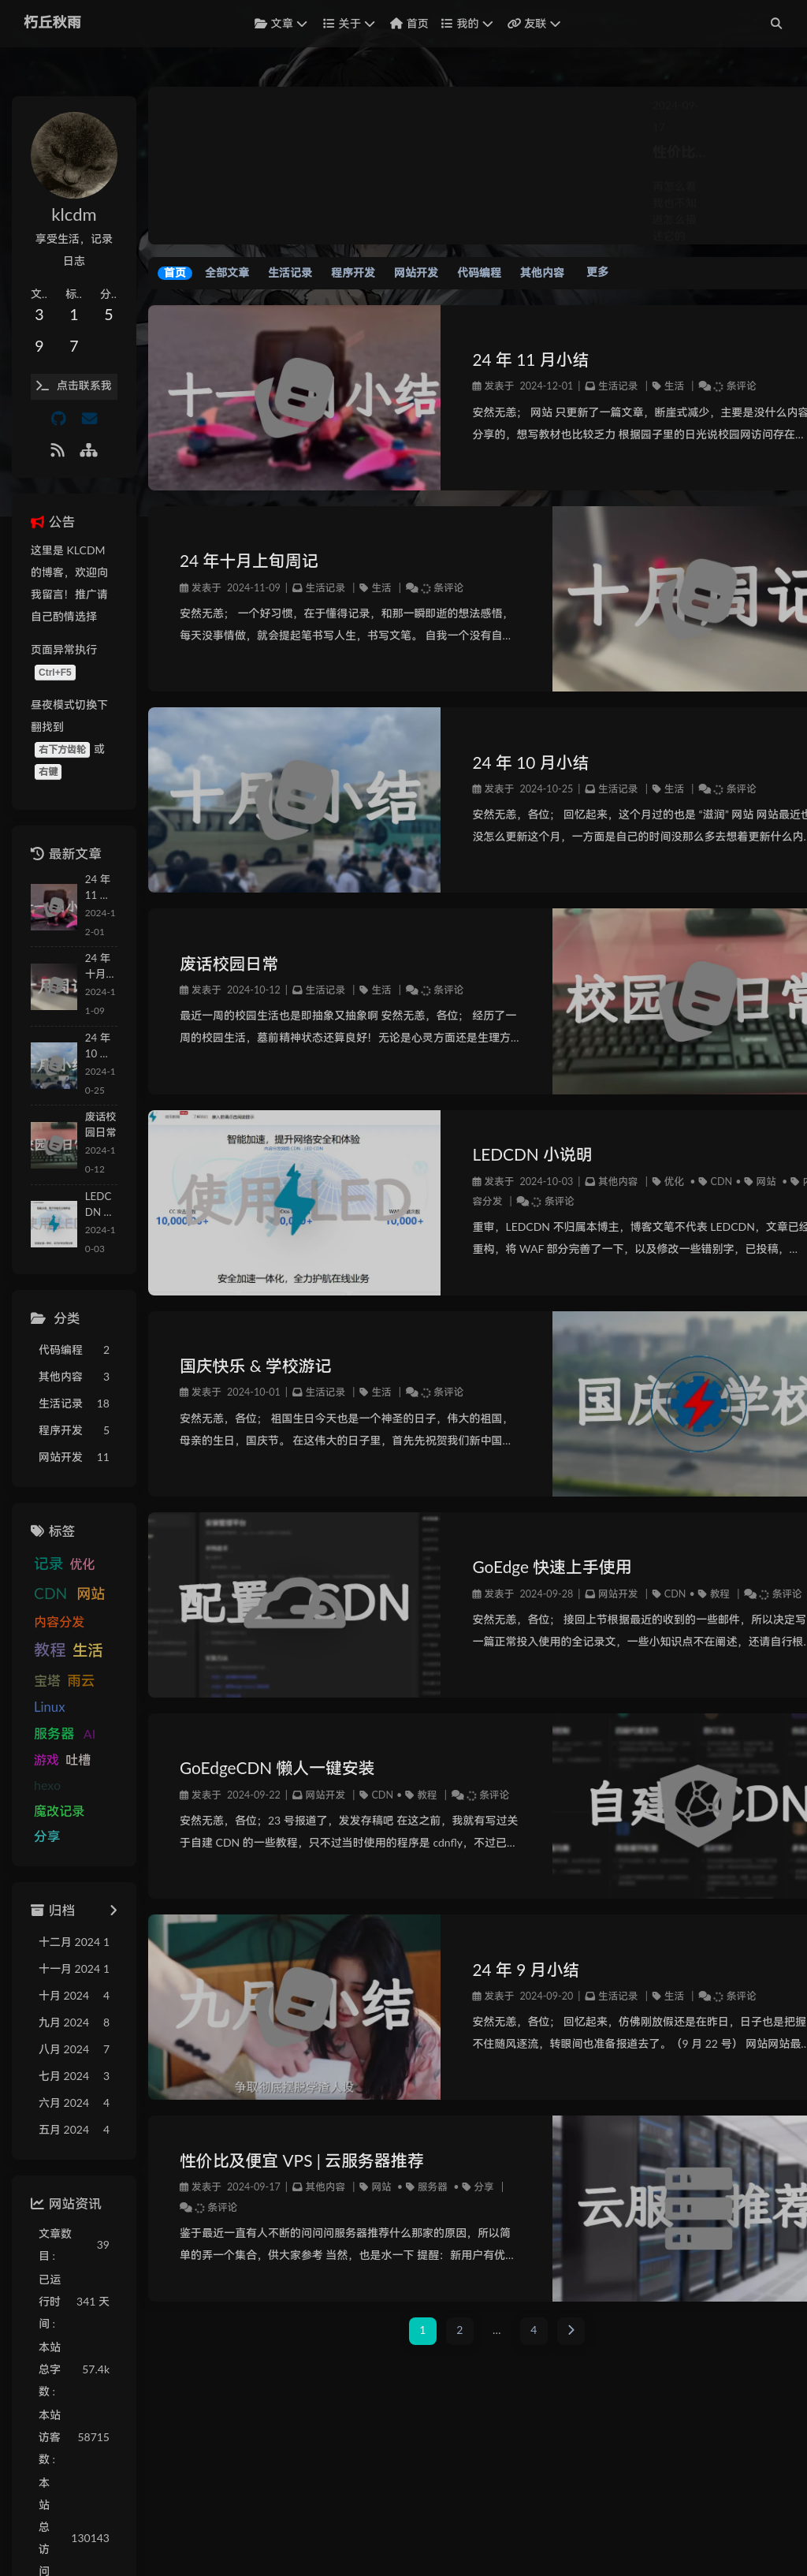 朽丘秋雨
文章 关于 首页 我的 友联
klcdm
享受生活，记录
日志
文.. 标.. 分..
3 1 5
9 7
点击联系我
公告
这里是 KLCDM
的博客，欢迎向
我留言！推广请
自己酌情选择
页面异常执行
Ctrl+F5
昼夜模式切换下
翻找到
右下方齿轮 或
右键
最新文章
24 年
11 ...
2024-1
2-01
24 年
十月...
2024-1
1-09
24 年
10 ...
2024-1
0-25
废话校
园日常
2024-1
0-12
LEDC
DN ...
2024-1
0-03
分类
代码编程 2
其他内容 3
生活记录 18
程序开发 5
网站开发 11
标签
记录 优化
CDN 网站
内容分发
教程 生活
宝塔 雨云
Linux
服务器 AI
游戏 吐槽
hexo
魔改记录
分享
归档
十二月 2024 1
十一月 2024 1
十月 2024 4
九月 2024 8
八月 2024 7
七月 2024 3
六月 2024 4
五月 2024 4
网站资讯
文章数
目 : 39
已运
行时
间 : 341 天
本站
总字
数 : 57.4k
本站
访客
数 : 58715
本
站
总
访
问
130143
性价比...
首页 全部文章 生活记录 程序开发 网站开发 代码编程 其他内容 更多
十一月小结
24 年 11 月小结
发表于 2024-12-01 | 生活记录 | 生活 | 条评论
安然无恙； 网站 只更新了一篇文章，断崖式减少，主要是没什么内容
分享的，想写教材也比较乏力 根据园子里的日光说校园网访问存在...
24 年十月上旬周记
发表于 2024-11-09 | 生活记录 | 生活 | 条评论
安然无恙； 一个好习惯，在于懂得记录，和那一瞬即逝的想法感悟，
每天没事情做，就会提起笔书写人生，书写文笔。 自我一个没有自...
十月周记
十月小结
24 年 10 月小结
发表于 2024-10-25 | 生活记录 | 生活 | 条评论
安然无恙，各位； 回忆起来，这个月过的也是 “滋润” 网站 网站最近也
没怎么更新这个月，一方面是自己的时间没那么多去想着更新什么内...
废话校园日常
发表于 2024-10-12 | 生活记录 | 生活 | 条评论
最近一周的校园生活也是即抽象又抽象啊 安然无恙，各位； 经历了一
周的校园生活，墓前精神状态还算良好！无论是心灵方面还是生理方...
校园日常
智能加速，提升网络安全和体验
使用LED
10,000+
安全加速一体化，全力护航在线业务
LEDCDN 小说明
发表于 2024-10-03 | 其他内容 | 优化 • CDN • 网站 • 内
容分发 | 条评论
重审，LEDCDN 不归属本博主，博客文笔不代表 LEDCDN，文章已经
重构，将 WAF 部分完善了一下，以及修改一些错别字，已投稿，...
国庆快乐 & 学校游记
发表于 2024-10-01 | 生活记录 | 生活 | 条评论
安然无恙，各位； 祖国生日今天也是一个神圣的日子，伟大的祖国，
母亲的生日，国庆节。 在这伟大的日子里，首先先祝贺我们新中国...
国庆 学校
配置 CDN
GoEdge 快速上手使用
发表于 2024-09-28 | 网站开发 | CDN • 教程 | 条评论
安然无恙，各位； 接回上节根据最近的收到的一些邮件，所以决定写
一篇正常投入使用的全记录文，一些小知识点不在阐述，还请自行根...
GoEdgeCDN 懒人一键安装
发表于 2024-09-22 | 网站开发 | CDN • 教程 | 条评论
安然无恙，各位；23 号报道了，发发存稿吧 在这之前，我就有写过关
于自建 CDN 的一些教程，只不过当时使用的程序是 cdnfly，不过已...
自建CDN
九月小结
争取彻底摆脱学渣人设
24 年 9 月小结
发表于 2024-09-20 | 生活记录 | 生活 | 条评论
安然无恙，各位； 回忆起来，仿佛刚放假还是在昨日，日子也是把握
不住随风逐流，转眼间也准备报道去了。（9 月 22 号） 网站网站最...
性价比及便宜 VPS | 云服务器推荐
发表于 2024-09-17 | 其他内容 | 网站 • 服务器 • 分享 |
条评论
鉴于最近一直有人不断的问问问服务器推荐什么那家的原因，所以简
单的弄一个集合，供大家参考 当然，也是水一下 提醒：新用户有优...
云服 推荐
1 2 ... 4